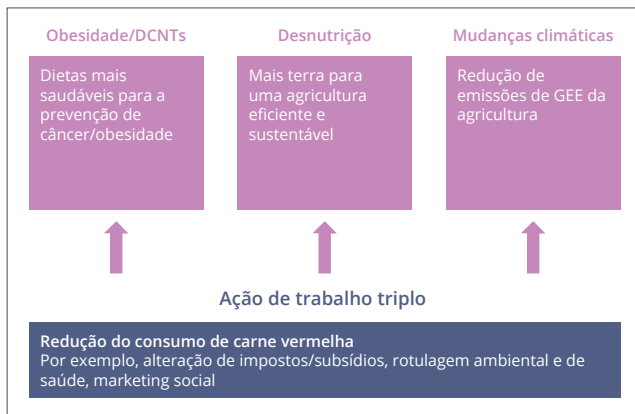 Obesidade/DCNTs
Desnutrição
Mudanças climáticas
Dietas mais
saudáveis para a
prevenção de
câncer/obesidade
Mais terra para
uma agricultura
eficiente e
sustentável
Redução de
emissões de GEE da
agricultura
Ação de trabalho triplo
Redução do consumo de carne vermelha
Por exemplo, alteração de impostos/subsídios, rotulagem ambiental e de
saúde, marketing social